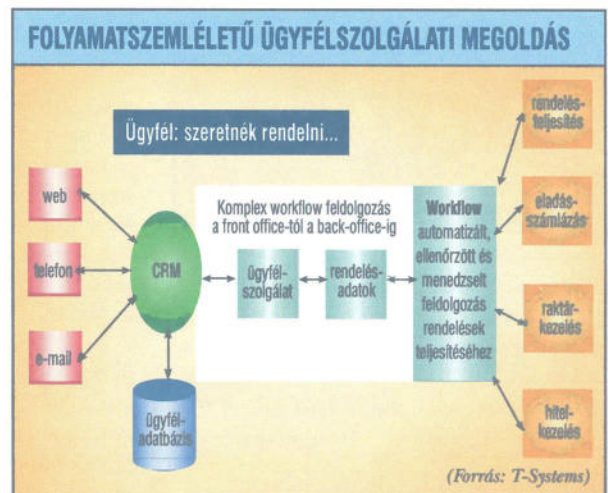 FOLYAMATSZEMLÉLETŰ ÜGYFÉLSZOLGÁLATI MEGOLDÁS
Ügyfél: szeretnék rendelni...
web
telefon
e-mail
CRM
ügyfél-
adatbázis
Komplex workflow feldolgozás
a front office-tól a back-office-ig
ügyfél-
szolgálat
rendelés-
adatok
Workflow
automatizált,
ellenőrzött és
menedzselt
feldolgozás
rendelések
teljesítéséhez
rendelés-
teljesítés
eladás-
számlázás
raktár-
kezelés
hitel-
kezelés
(Forrás: T-Systems)